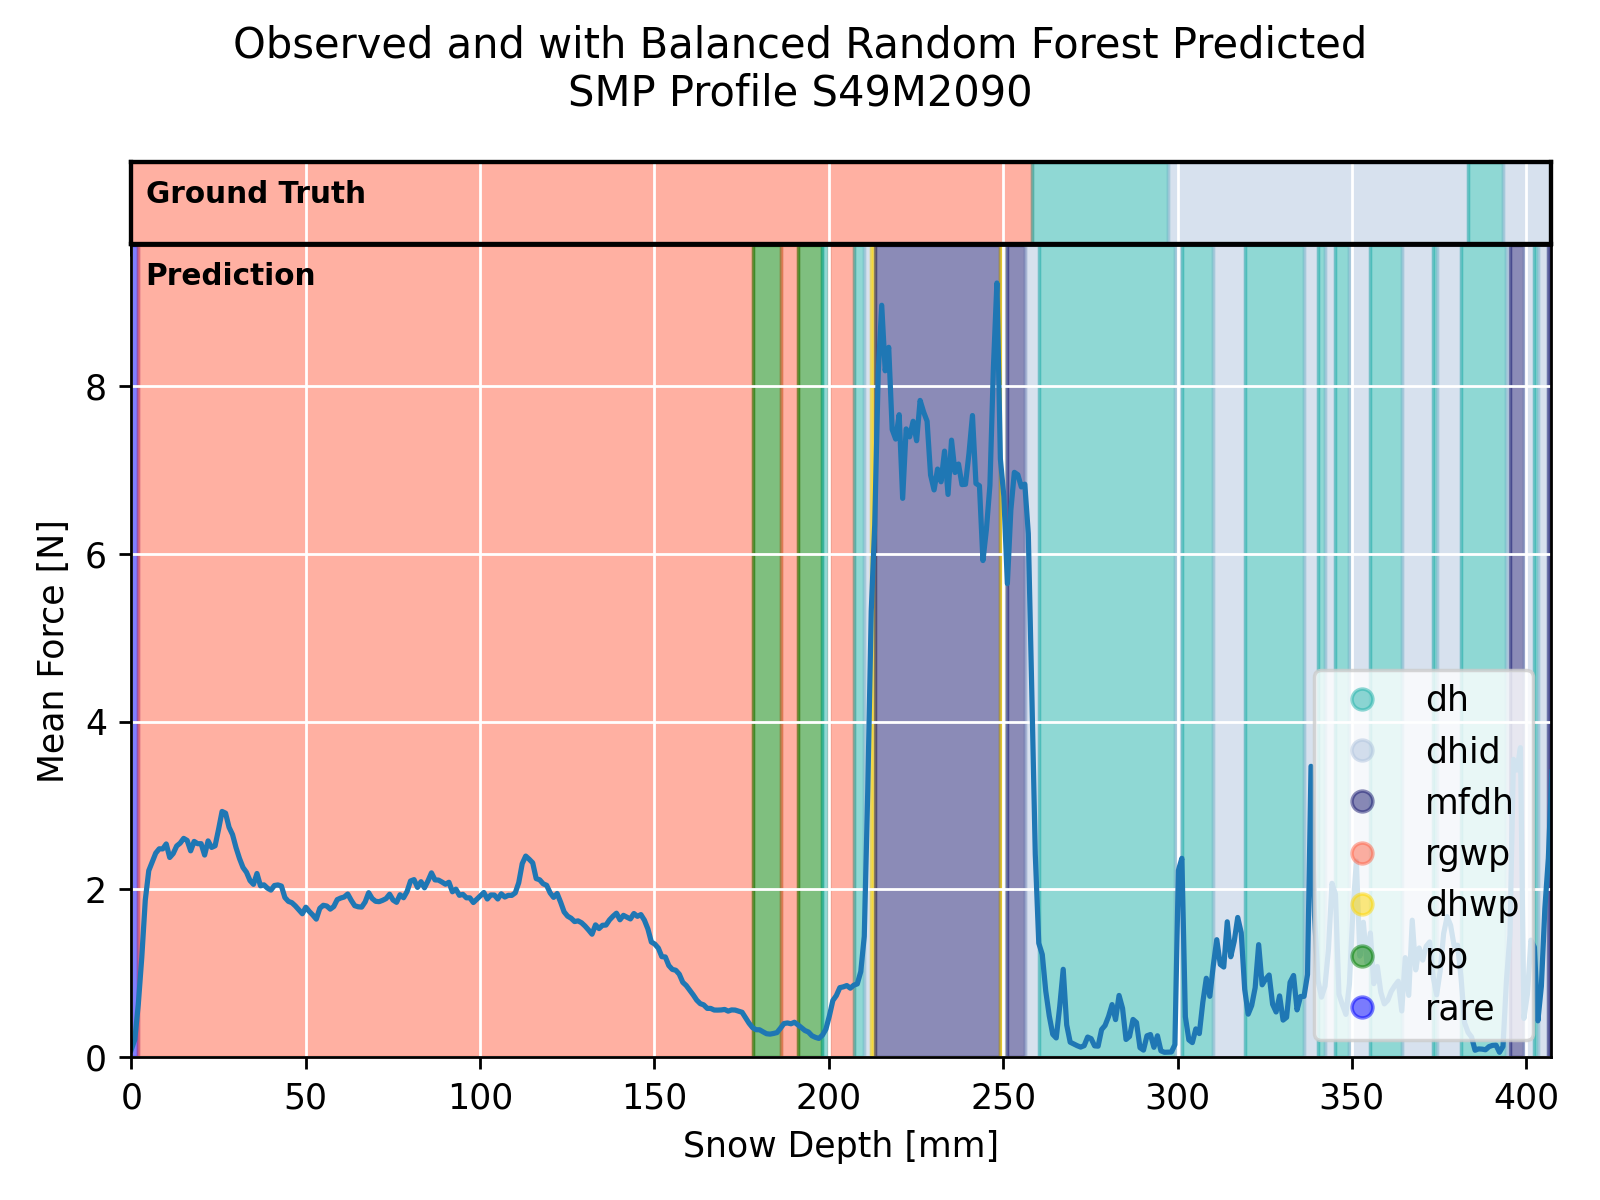 Observed and with Balanced Random Forest Predicted
SMP Profile S49M2090
Ground Truth
Prediction
8
6
4
2
0
Mean Force [N]
dh
dhid
mfdh
rgwp
dhwp
pp
rare
0 50 100 150 200 250 300 350 400
Snow Depth [mm]